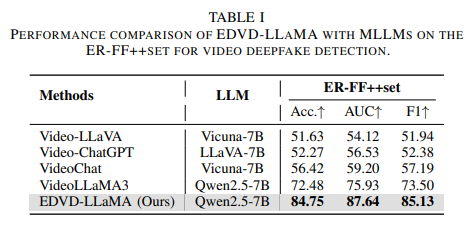 TABLE I
PERFORMANCE COMPARISON OF EDVD-LLAMA WITH MLLMS ON THE
ER-FF++SET FOR VIDEO DEEPFAKE DETECTION.
Methods LLM ER-FF++set
Acc.↑ AUC↑ F1↑
Video-LLaVA Vicuna-7B 51.63 54.12 51.94
Video-ChatGPT LLaVA-7B 52.27 56.53 52.38
VideoChat Vicuna-7B 56.42 59.20 57.19
VideoLLaMA3 Qwen2.5-7B 72.48 75.93 73.50
EDVD-LLaMA (Ours) Qwen2.5-7B 84.75 87.64 85.13